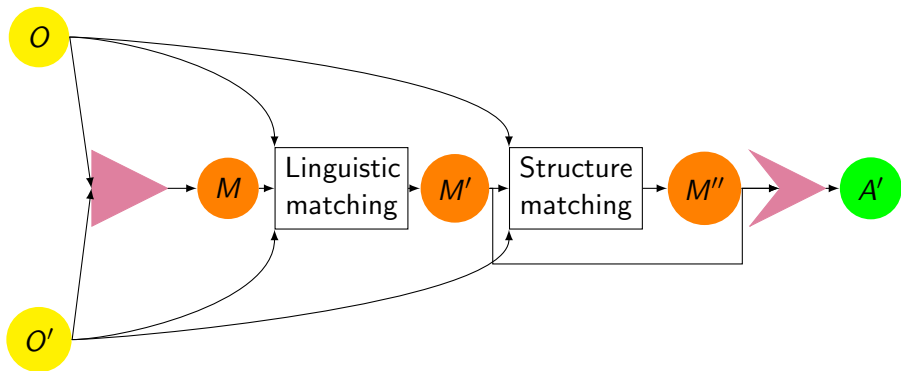 O
M
Linguistic
matching
M′
Structure
matching
M′′
A′
O′